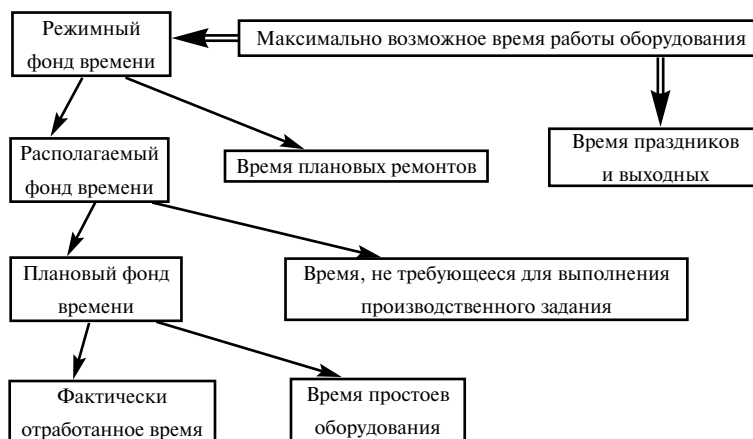 Режимный
фонд времени
Максимально возможное время работы оборудования
Располагаемый
фонд времени
Время плановых ремонтов
Время праздников
и выходных
Плановый фонд
времени
Время, не требующееся для выполнения
производственного задания
Фактически
отработанное время
Время простоев
оборудования